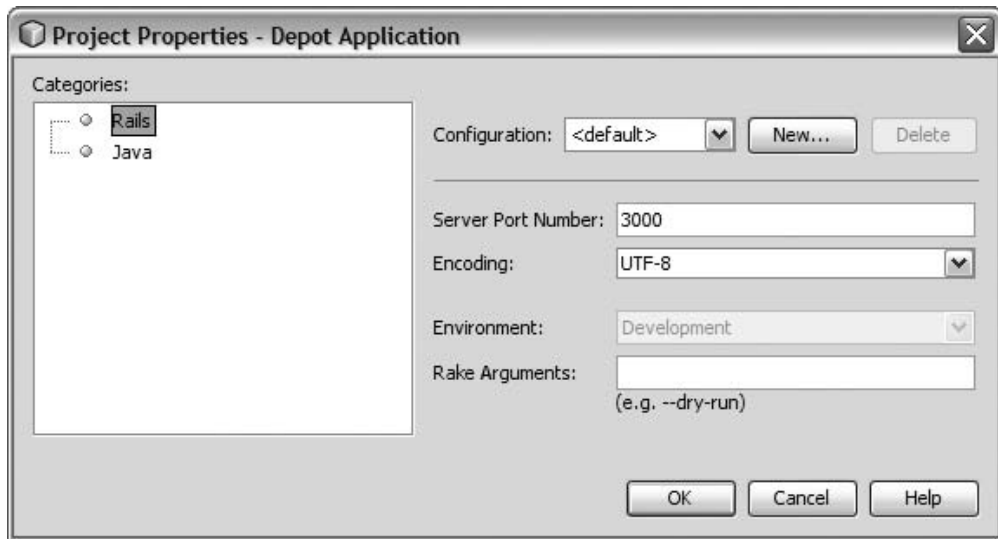 Project Properties - Depot Application
Categories:
Rails
Java
Configuration: <default> New... Delete
Server Port Number: 3000
Encoding: UTF-8
Environment: Development
Rake Arguments:
(e.g. --dry-run)
OK Cancel Help